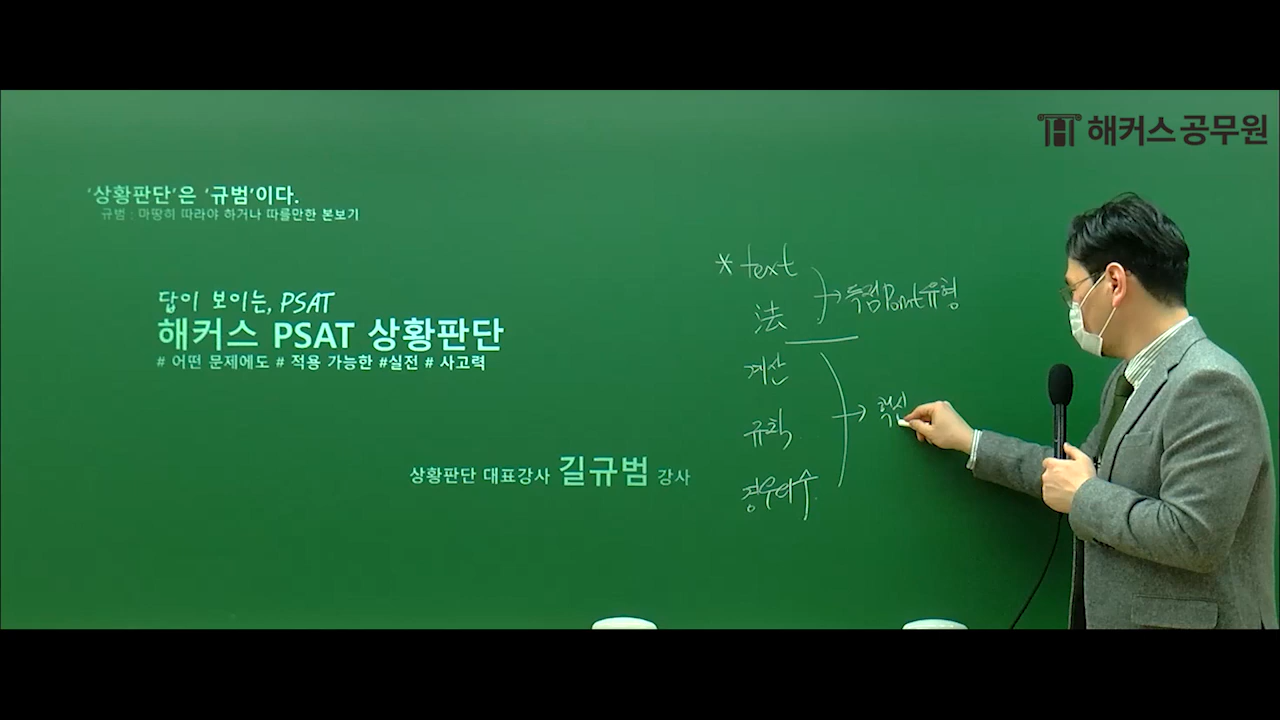 해커스 공무원
'상황판단'은 '규범'이다.
규범 : 마땅히 따라야 하거나 따를만한 본보기
답이 보이는, PSAT
해커스 PSAT 상황판단
# 어떤 문제에도 # 적용 가능한 #실전 # 사고력
상황판단 대표강사 길규범 강사
* text
法
→ 득점Point유형
계산
규칙
경우의수
→ 핵심